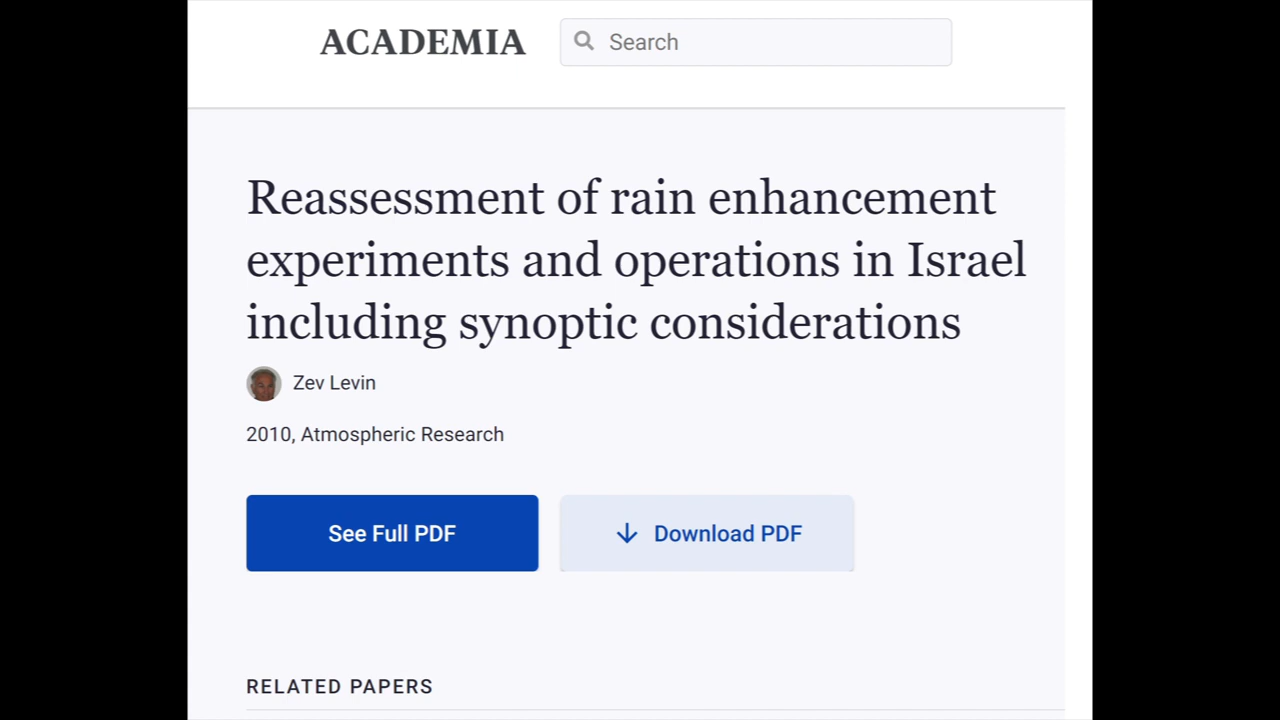 ACADEMIA
Search
Reassessment of rain enhancement
experiments and operations in Israel
including synoptic considerations
Zev Levin
2010, Atmospheric Research
See Full PDF
Download PDF
RELATED PAPERS